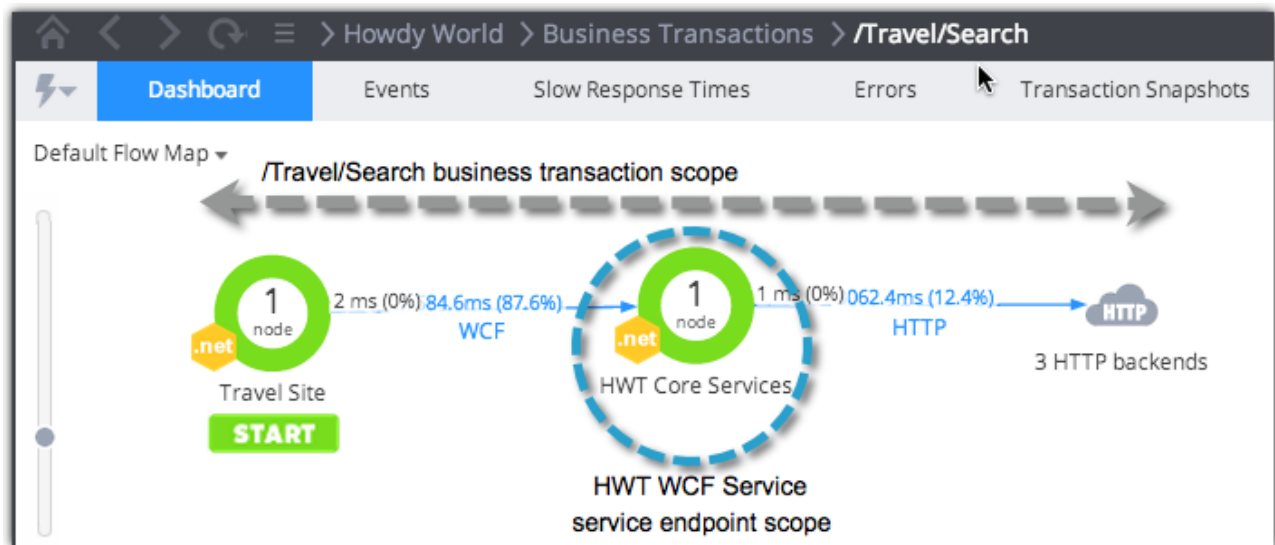 Howdy World
Business Transactions
/Travel/Search
Dashboard
Events
Slow Response Times
Errors
Transaction Snapshots
Default Flow Map
/Travel/Search business transaction scope
1
node
.net
Travel Site
START
2 ms (0%)
84.6ms (87.6%)
WCF
1
node
.net
HWT Core Services
1 ms (0%)
062.4ms (12.4%)
HTTP
HTTP
3 HTTP backends
HWT WCF Service
service endpoint scope